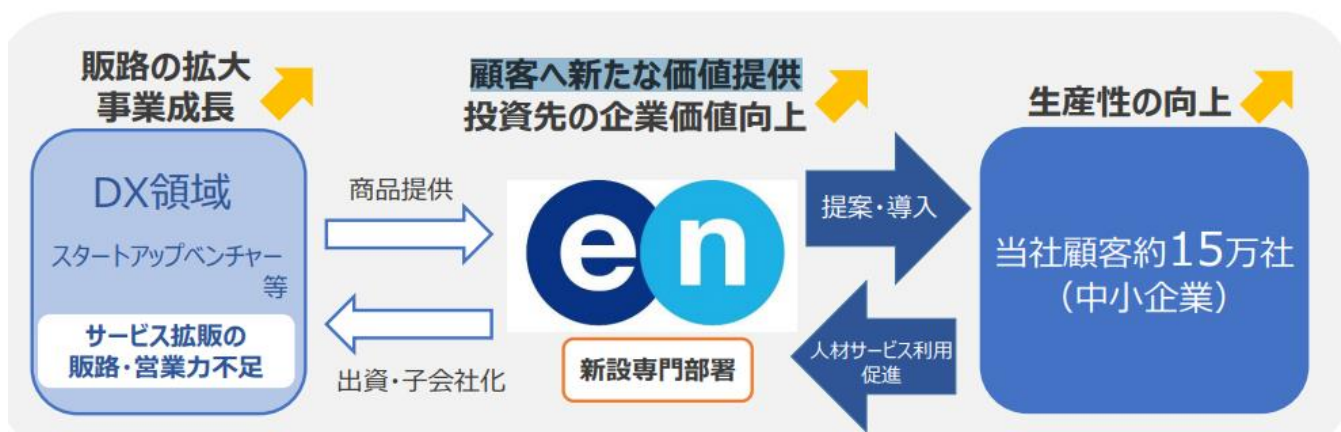 販路の拡大
事業成長
顧客へ新たな価値提供
投資先の企業価値向上
生産性の向上
DX領域
スタートアップベンチャー
等
サービス拡販の
販路・営業力不足
商品提供
出資・子会社化
en
新設専門部署
提案・導入
人材サービス利用
促進
当社顧客約15万社
（中小企業）